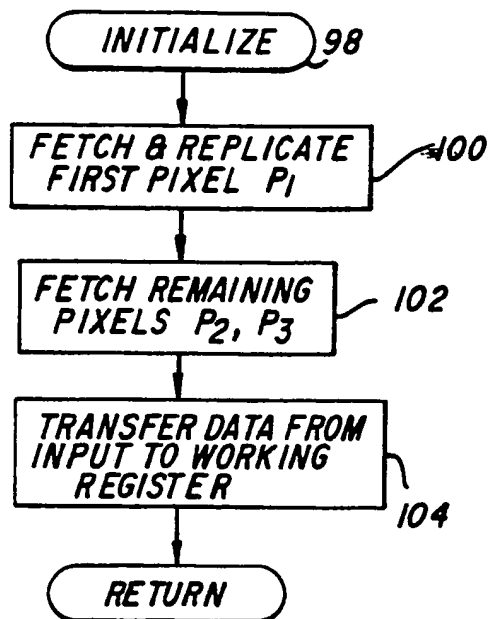 INITIALIZE
98
FETCH & REPLICATE
FIRST PIXEL P1
100
FETCH REMAINING
PIXELS P2, P3
102
TRANSFER DATA FROM
INPUT TO WORKING
REGISTER
104
RETURN